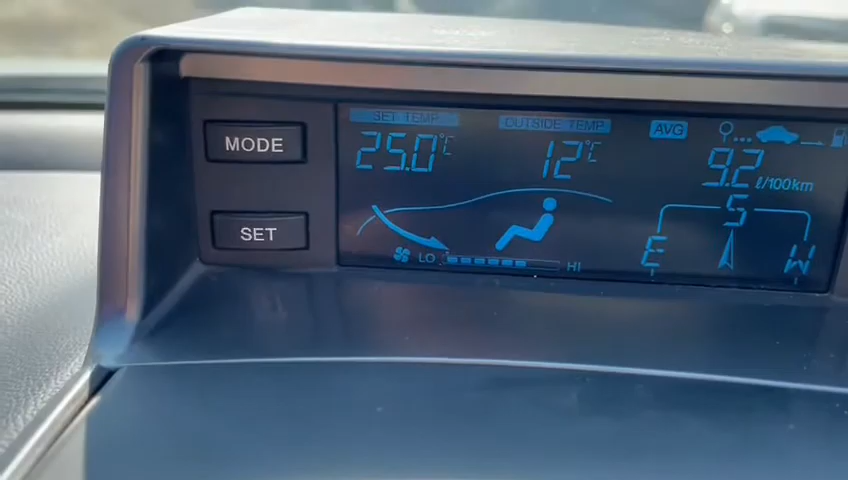 MODE
SET
SET TEMP
25.0°C
OUTSIDE TEMP
12°C
AVG
9.2
ℓ/100km
LO
HI
S
E
W